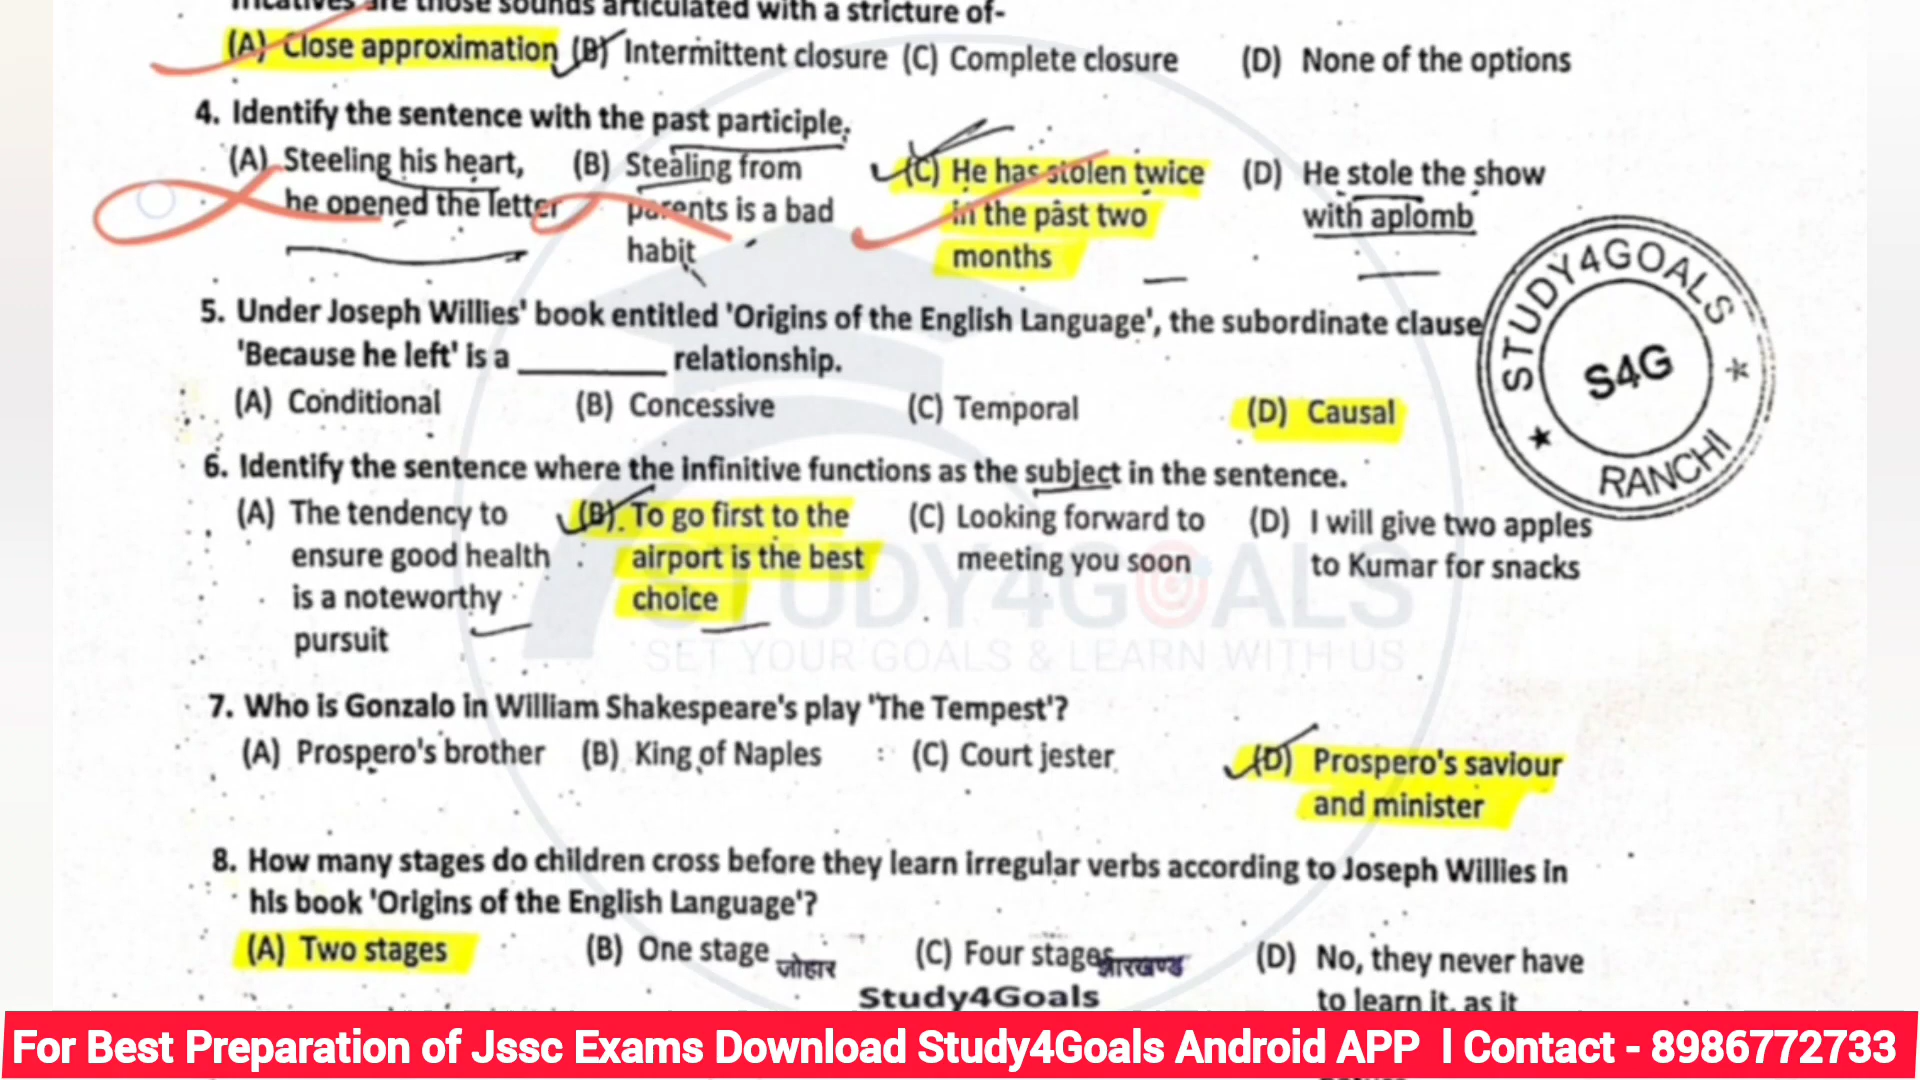 Fricatives are those sounds articulated with a stricture of-
(A) Close approximation (B) Intermittent closure (C) Complete closure (D) None of the options
4. Identify the sentence with the past participle.
(A) Steeling his heart, (B) Stealing from (C) He has stolen twice (D) He stole the show
he opened the letter parents is a bad in the past two with aplomb
habit months
5. Under Joseph Willies' book entitled 'Origins of the English Language', the subordinate clause
'Because he left' is a ________ relationship.
(A) Conditional (B) Concessive (C) Temporal (D) Causal
6. Identify the sentence where the infinitive functions as the subject in the sentence.
(A) The tendency to (B) To go first to the (C) Looking forward to (D) I will give two apples
ensure good health airport is the best meeting you soon to Kumar for snacks
is a noteworthy choice
pursuit
STUDY4GOALS
SET YOUR GOALS & LEARN WITH US
STUDY4GOALS
S4G
RANCHI
7. Who is Gonzalo in William Shakespeare's play 'The Tempest'?
(A) Prospero's brother (B) King of Naples (C) Court jester (D) Prospero's saviour
and minister
8. How many stages do children cross before they learn irregular verbs according to Joseph Willies in
his book 'Origins of the English Language'?
(A) Two stages (B) One stage (C) Four stages (D) No, they never have
to learn it, as it
जोहार झारखण्ड
Study4Goals
For Best Preparation of Jssc Exams Download Study4Goals Android APP l Contact - 8986772733